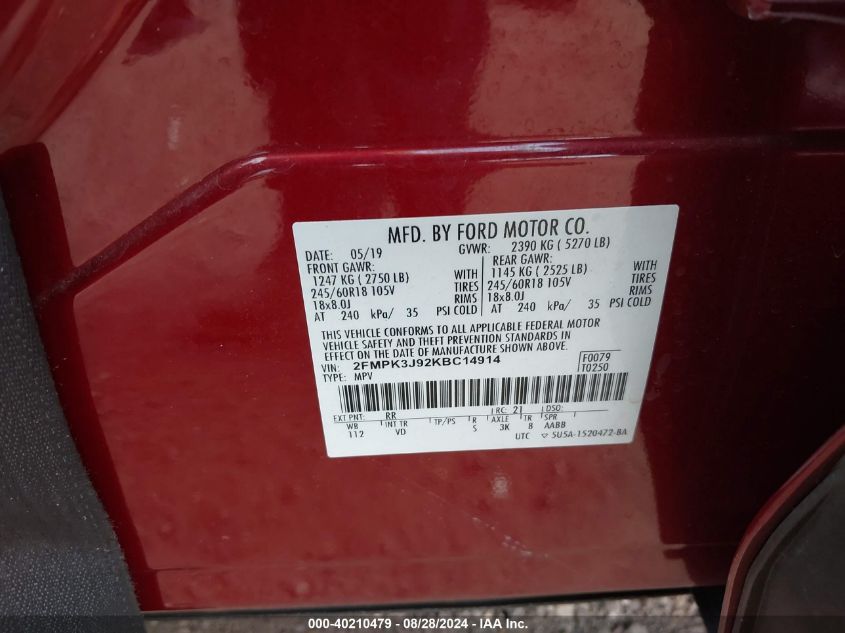 MFD. BY FORD MOTOR CO.
DATE: 05/19 GVWR: 2390 KG ( 5270 LB)
FRONT GAWR: REAR GAWR:
1247 KG ( 2750 LB) WITH 1145 KG ( 2525 LB) WITH
245/60R18 105V TIRES 245/60R18 105V TIRES
18x8.0J RIMS 18x8.0J RIMS
AT 240 kPa/ 35 PSI COLD AT 240 kPa/ 35 PSI COLD
THIS VEHICLE CONFORMS TO ALL APPLICABLE FEDERAL MOTOR
VEHICLE SAFETY AND THEFT PREVENTION STANDARDS IN
EFFECT ON THE DATE OF MANUFACTURE SHOWN ABOVE.
VIN: 2FMPK3J92KBC14914 F0079
TYPE: MPV T0250
EXT PNT: RR RC: 21 DSO:
WB INT TR TP/PS R AXLE TR SPR
112 VD S 3K 8 AABB
UTC 5U5A-1520472-BA
000-40210479 - 08/28/2024 - IAA Inc.